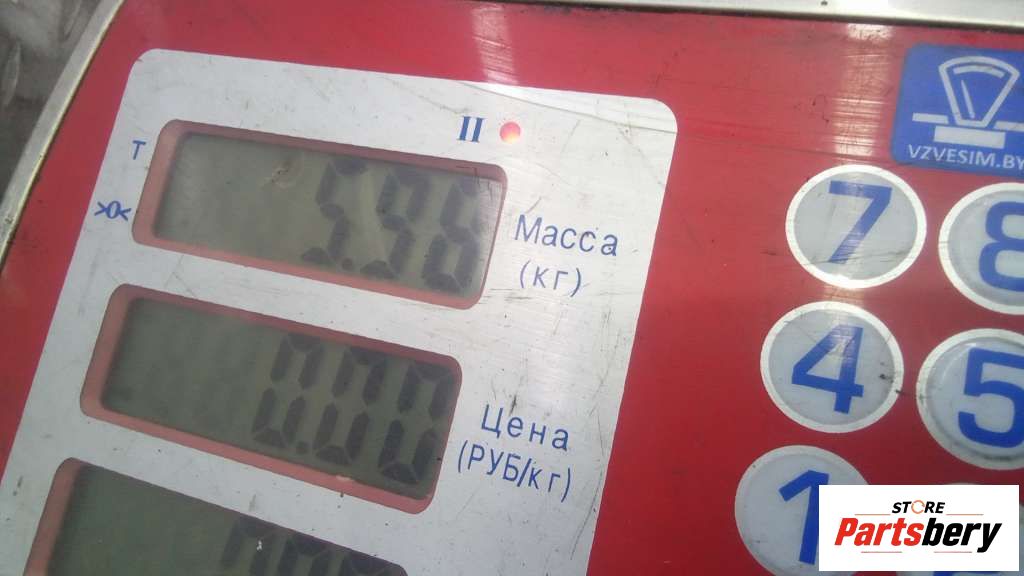 II
T
5.98
>0<
Масса
(кг)
VZVESIM.BY
7
8
0.00
Цена
(РУБ/кг)
4
5
1
STORE
Partsbery